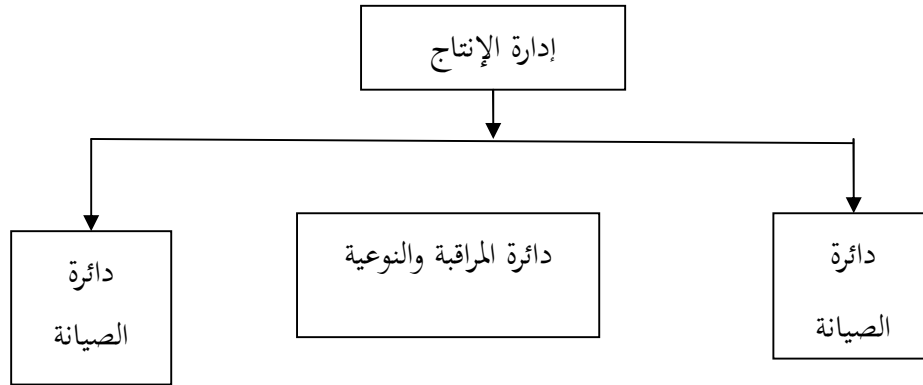 إدارة الإنتاج
دائرة
الصيانة
دائرة المراقبة والنوعية
دائرة
الصيانة